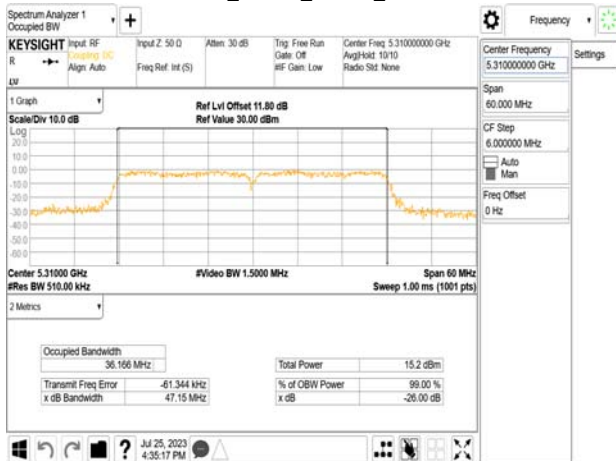 Spectrum Analyzer 1
Occupied BW
Frequency
KEYSIGHT Input: RF Input Z: 50 Ω Atten: 30 dB Trig: Free Run Center Freq: 5.310000000 GHz
R Coupling: DC Gate: Off Avg|Hold: 10/10
Align: Auto Freq Ref: Int (S) #IF Gain: Low Radio Std: None
Center Frequency
5.310000000 GHz
Settings
Span
60.000 MHz
CF Step
6.000000 MHz
Auto
Man
Freq Offset
0 Hz
1 Graph
Ref Lvl Offset 11.80 dB
Scale/Div 10.0 dB Ref Value 30.00 dBm
Log
20.0
10.0
0.00
-10.0
-20.0
-30.0
-40.0
-50.0
-60.0
Center 5.31000 GHz #Video BW 1.5000 MHz Span 60 MHz
#Res BW 510.00 kHz Sweep 1.00 ms (1001 pts)
2 Metrics
Occupied Bandwidth
36.166 MHz Total Power 15.2 dBm
Transmit Freq Error -61.344 kHz % of OBW Power 99.00 %
x dB Bandwidth 47.15 MHz x dB -26.00 dB
Jul 25, 2023
4:35:17 PM